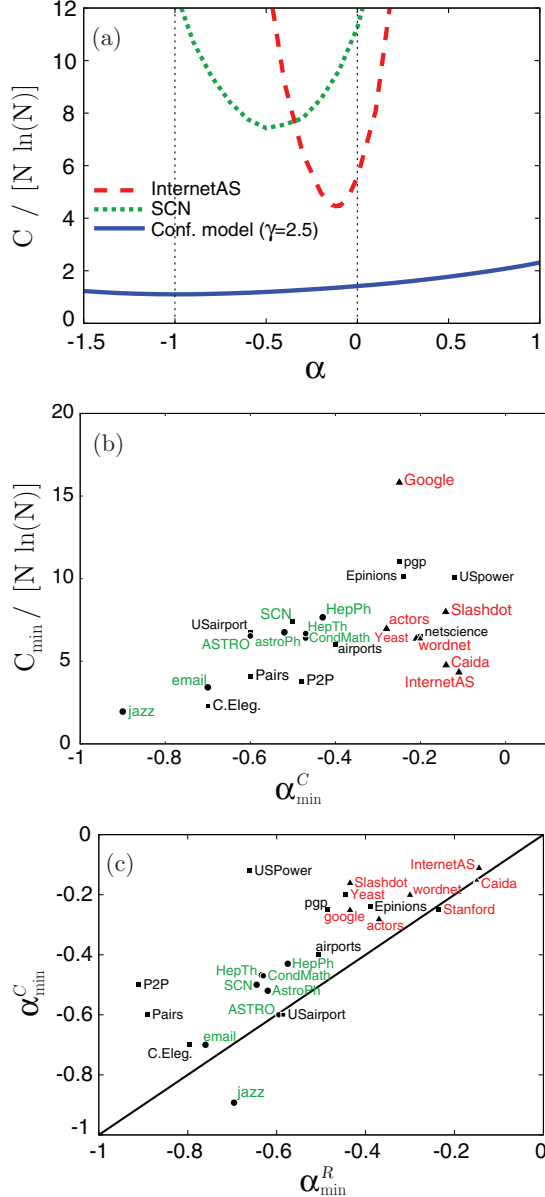 (a)
C / [N ln(N)]
12
10
8
6
4
2
0
InternetAS
SCN
Conf. model (γ=2.5)
-1.5
-1
-0.5
0
0.5
1
α
(b)
C_min / [N ln(N)]
20
15
10
5
0
Google
pgp
Epinions
USpower
HepPh
SCN
Slashdot
actors
USairport
HepTh
ASTRO
astroPh
CondMath
airports
Yeast
netscience
wordnet
Caida
InternetAS
email
Pairs
P2P
jazz
C.Eleg.
-1
-0.8
-0.6
-0.4
-0.2
0
α_min^C
(c)
α_min^C
0
-0.2
-0.4
-0.6
-0.8
-1
USPower
InternetAS
Slashdot
Caida
Yeast
wordnet
pgp
Epinions
Stanford
google
actors
airports
HepPh
HepTh
CondMath
P2P
SCN
AstroPh
Pairs
ASTRO
USairport
email
C.Eleg.
jazz
-1
-0.8
-0.6
-0.4
-0.2
0
α_min^R